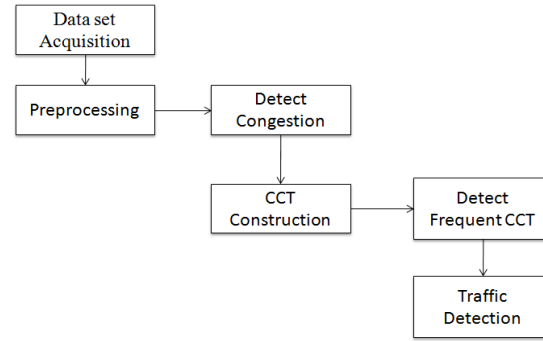 Data set
Acquisition
Preprocessing
Detect
Congestion
CCT
Construction
Detect
Frequent CCT
Traffic
Detection